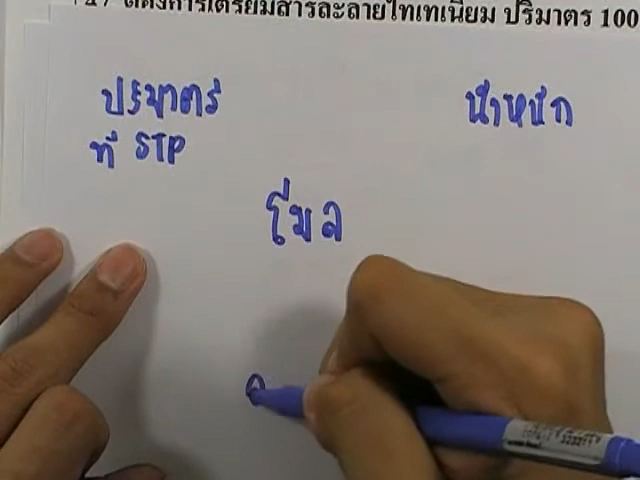 ต้องการเตรียมสารละลายไทเทเนียม ปริมาตร 100
ปริมาตร น้ำหนัก
ที่ STP
โมล